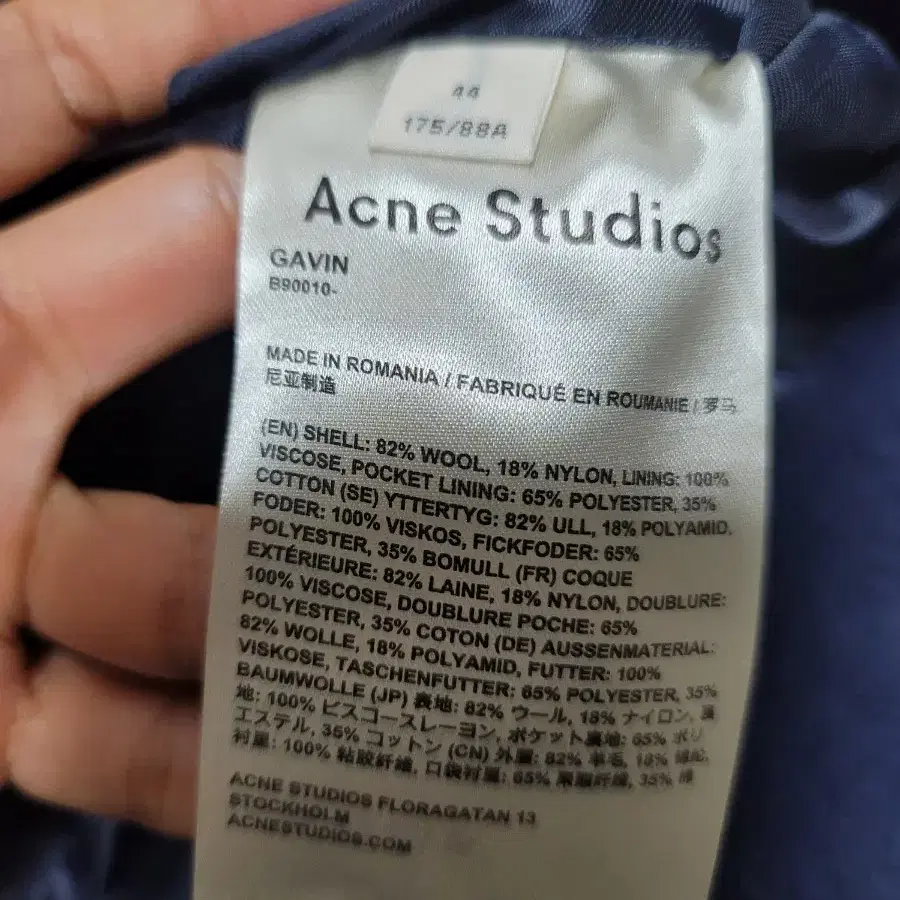 44
175/88A
Acne Studios
GAVIN
B90010-
MADE IN ROMANIA / FABRIQUÉ EN ROUMANIE / 罗马
尼亚制造
(EN) SHELL: 82% WOOL, 18% NYLON, LINING: 100%
VISCOSE, POCKET LINING: 65% POLYESTER, 35%
COTTON (SE) YTTERTYG: 82% ULL, 18% POLYAMID.
FODER: 100% VISKOS, FICKFODER: 65%
POLYESTER, 35% BOMULL (FR) COQUE
EXTÉRIEURE: 82% LAINE, 18% NYLON, DOUBLURE:
100% VISCOSE, DOUBLURE POCHE: 65%
POLYESTER, 35% COTON (DE) AUSSENMATERIAL:
82% WOLLE, 18% POLYAMID, FUTTER: 100%
VISKOSE, TASCHENFUTTER: 65% POLYESTER, 35%
BAUMWOLLE (JP) 表地: 82% ウール, 18% ナイロン, 裏
地: 100% ビスコースレーヨン, ポケット裏地: 65% ポリ
エステル, 35% コットン (CN) 外層: 82% 羊毛, 18%
村里: 100% 粘胶纤维, 口袋衬里: 65% 聚酯纤维, 35% 棉
ACNE STUDIOS FLORAGATAN 13
STOCKHOLM
ACNESTUDIOS.COM